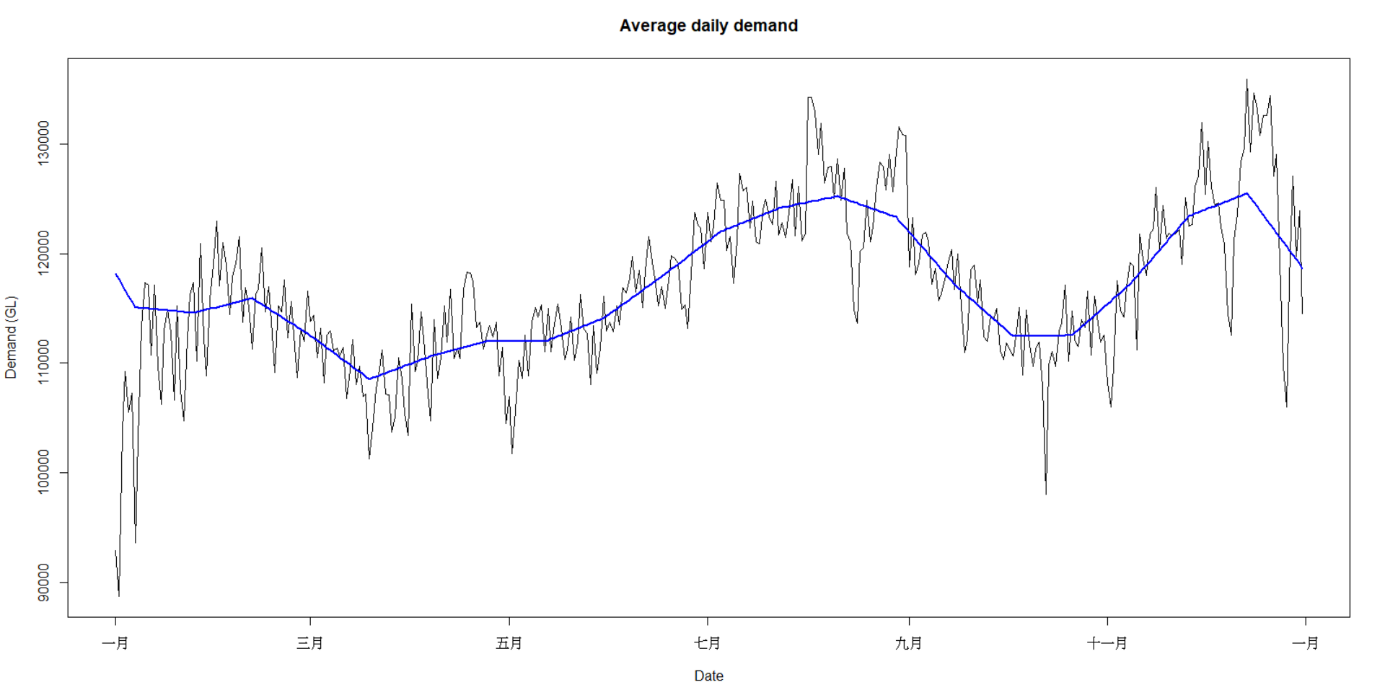 Average daily demand
Demand (GL)
130000
120000
110000
100000
90000
一月 三月 五月 七月 九月 十一月 一月
Date